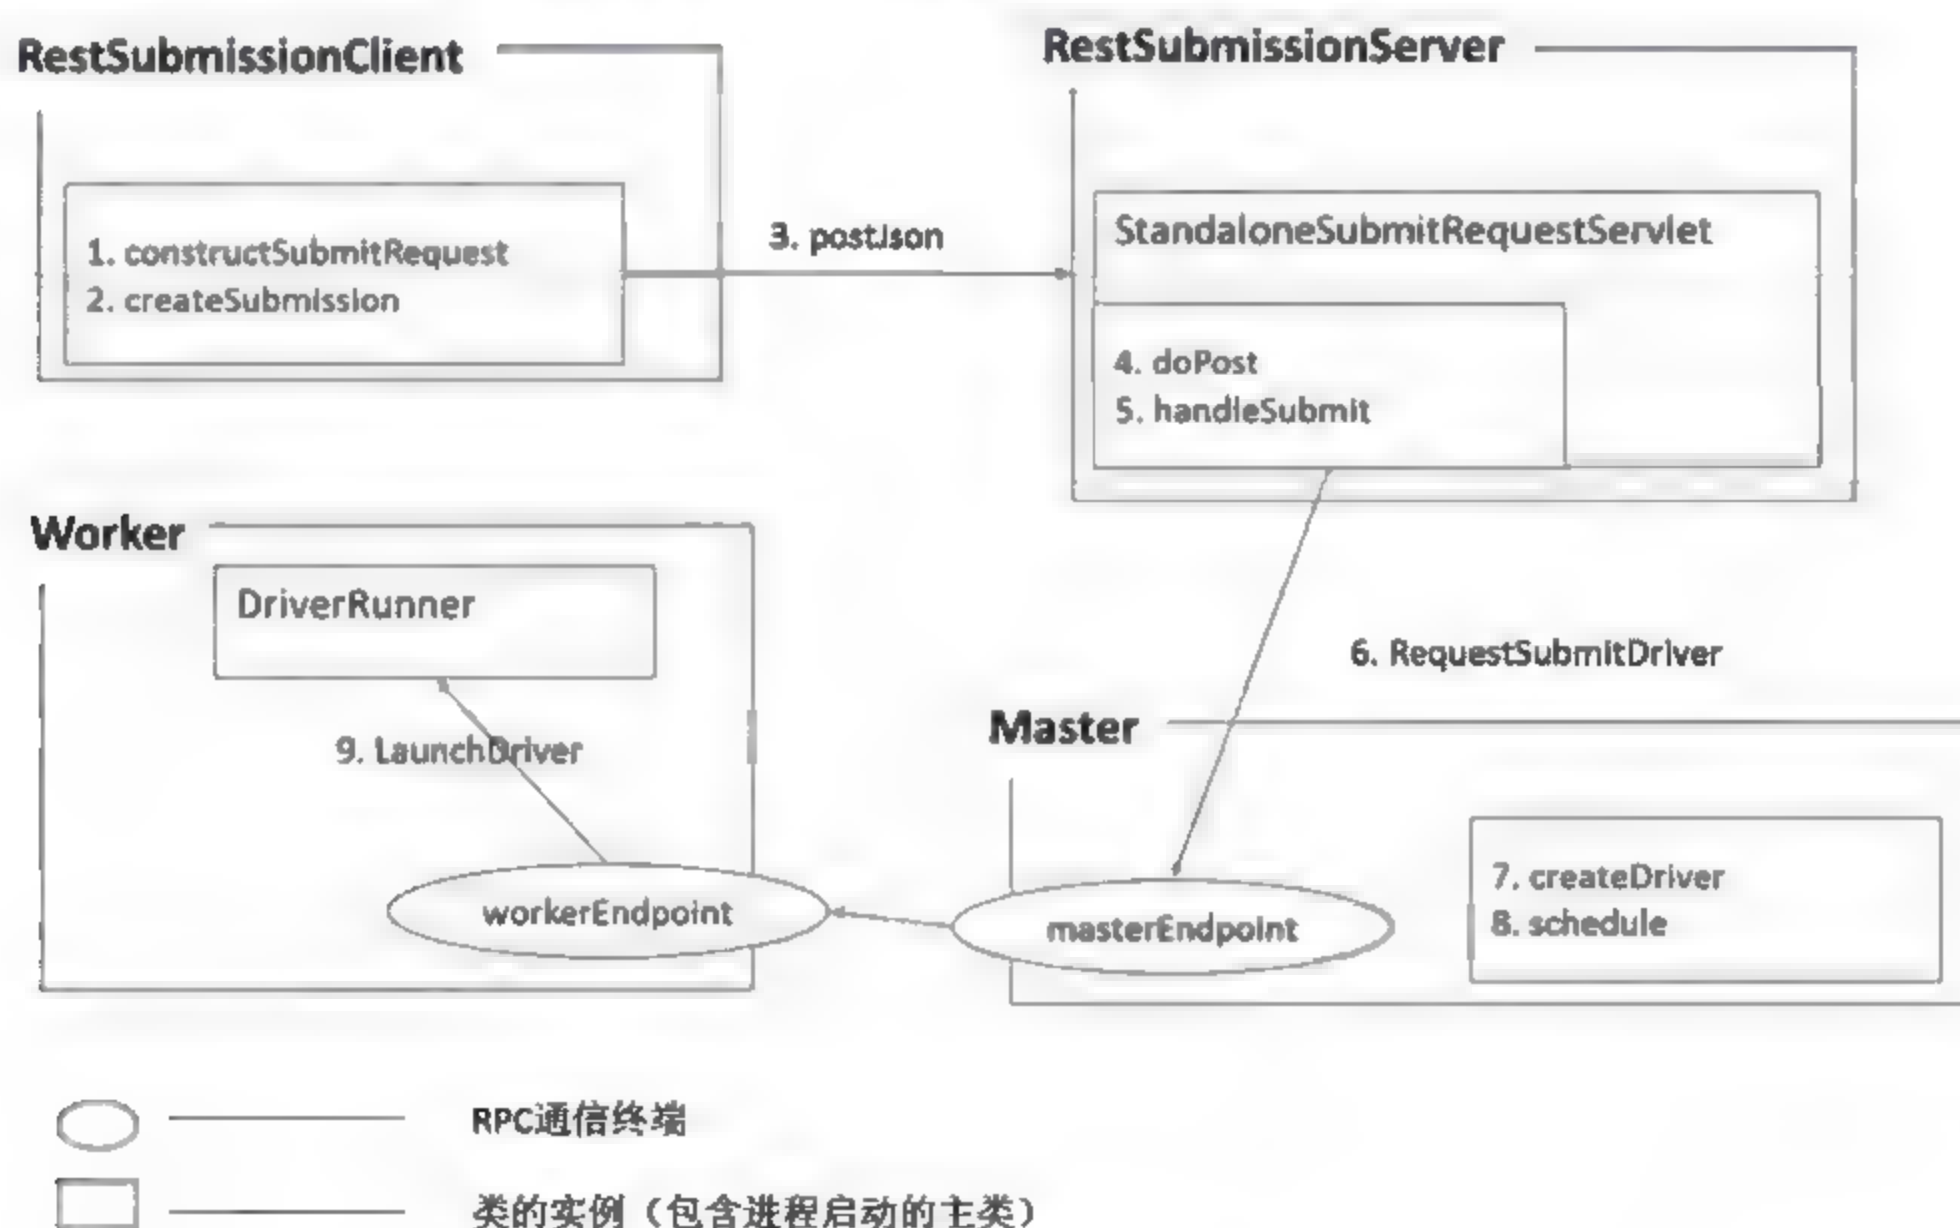 RestSubmissionClient
1. constructSubmitRequest
2. createSubmission
3. postJson
RestSubmissionServer
StandaloneSubmitRequestServlet
4. doPost
5. handleSubmit
6. RequestSubmitDriver
Worker
DriverRunner
9. LaunchDriver
workerEndpoint
Master
masterEndpoint
7. createDriver
8. schedule
RPC通信终端
类的实例（包含进程启动的主类）